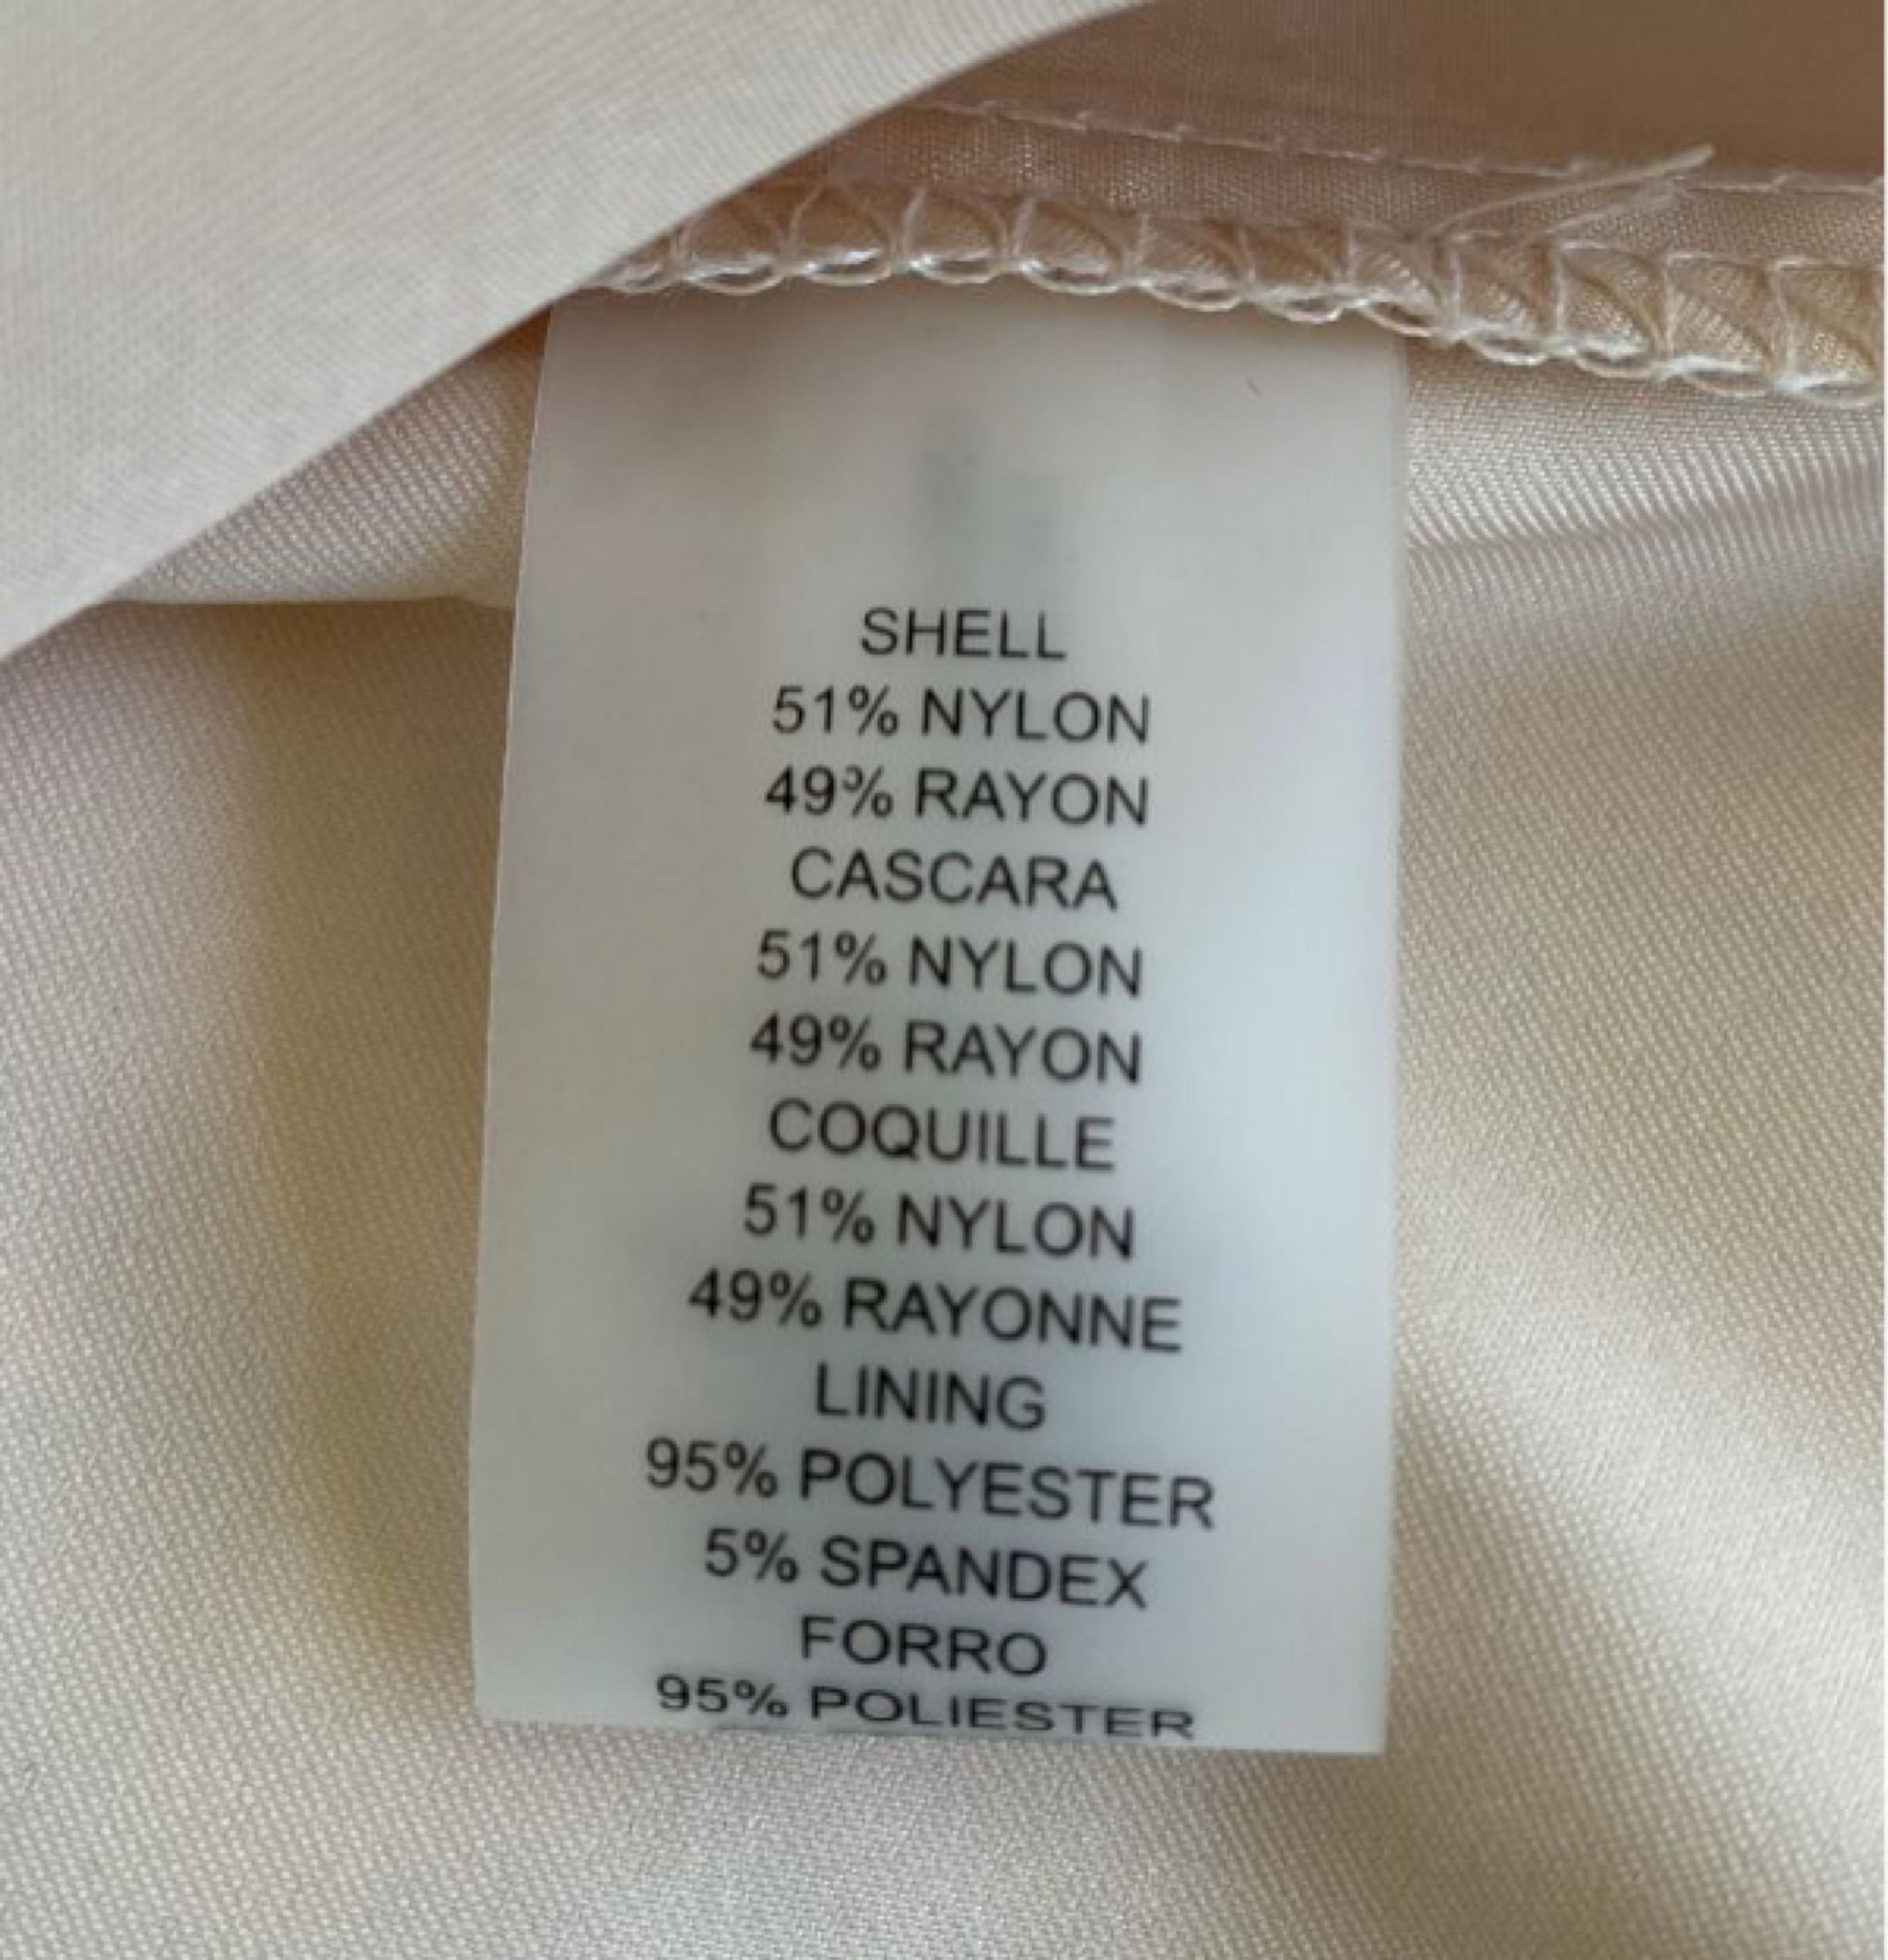 SHELL
51% NYLON
49% RAYON
CASCARA
51% NYLON
49% RAYON
COQUILLE
51% NYLON
49% RAYONNE
LINING
95% POLYESTER
5% SPANDEX
FORRO
95% POLIESTER